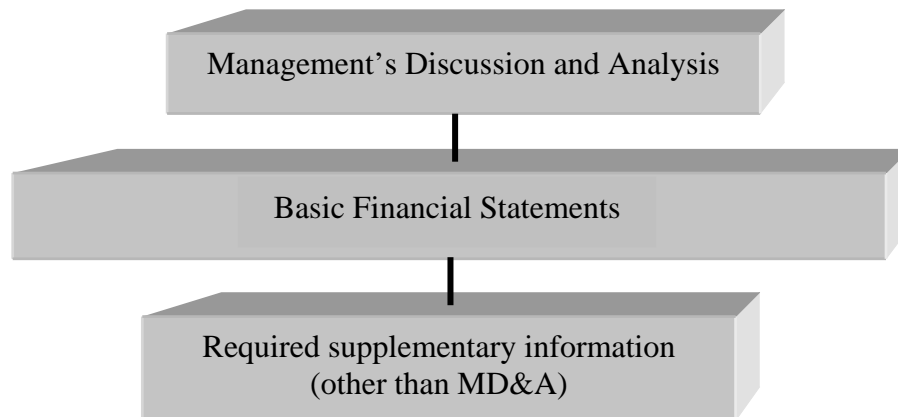 Management’s Discussion and Analysis
Basic Financial Statements
Required supplementary information
(other than MD&A)